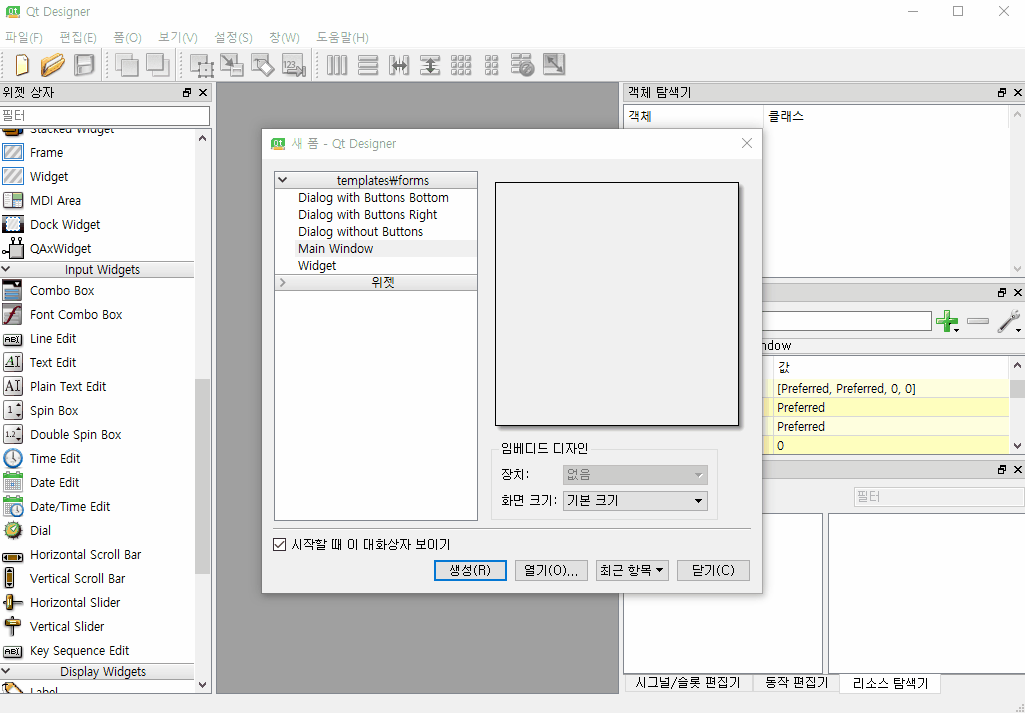 Qt Designer
파일(F) 편집(E) 폼(O) 보기(V) 설정(S) 창(W) 도움말(H)
위젯 상자
필터
Stacked Widget
Frame
Widget
MDI Area
Dock Widget
QAxWidget
Input Widgets
Combo Box
Font Combo Box
Line Edit
Text Edit
Plain Text Edit
Spin Box
Double Spin Box
Time Edit
Date Edit
Date/Time Edit
Dial
Horizontal Scroll Bar
Vertical Scroll Bar
Horizontal Slider
Vertical Slider
Key Sequence Edit
Display Widgets
Label
새 폼 - Qt Designer
templates₩forms
Dialog with Buttons Bottom
Dialog with Buttons Right
Dialog without Buttons
Main Window
Widget
위젯
임베디드 디자인
장치: 없음
화면 크기: 기본 크기
시작할 때 이 대화상자 보이기
생성(R) 열기(O)... 최근 항목 닫기(C)
객체 탐색기
객체 클래스
ndow
값
[Preferred, Preferred, 0, 0]
Preferred
Preferred
0
필터
시그널/슬롯 편집기 동작 편집기 리소스 탐색기